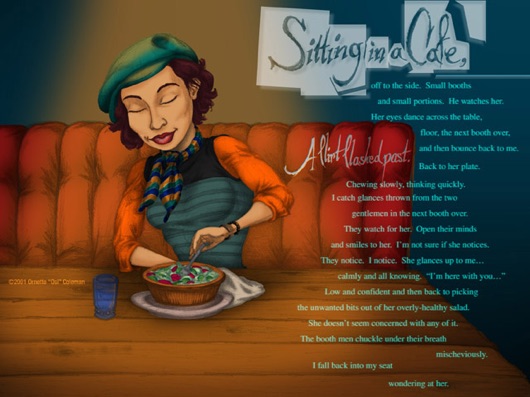 Sitting in a Cafe,
off to the side.  Small booths
and small portions.  He watches her.
Her eyes dance across the table,
floor, the next booth over,
and then bounce back to me.
A flirt flashed past.
Back to her plate.
Chewing slowly, thinking quickly.
I catch glances thrown from the two
gentlemen in the next booth over.
They watch for her.  Open their minds
and smiles to her.  I'm not sure if she notices.
They notice.  I notice.  She glances up to me…
calmly and all knowing.  "I'm here with you…"
Low and confident and then back to picking
the unwanted bits out of her overly-healthy salad.
She doesn't seem concerned with any of it.
The booth men chuckle under their breath
mischeviously.
I fall back into my seat
wondering at her.
©2001 "Osi" Coleman